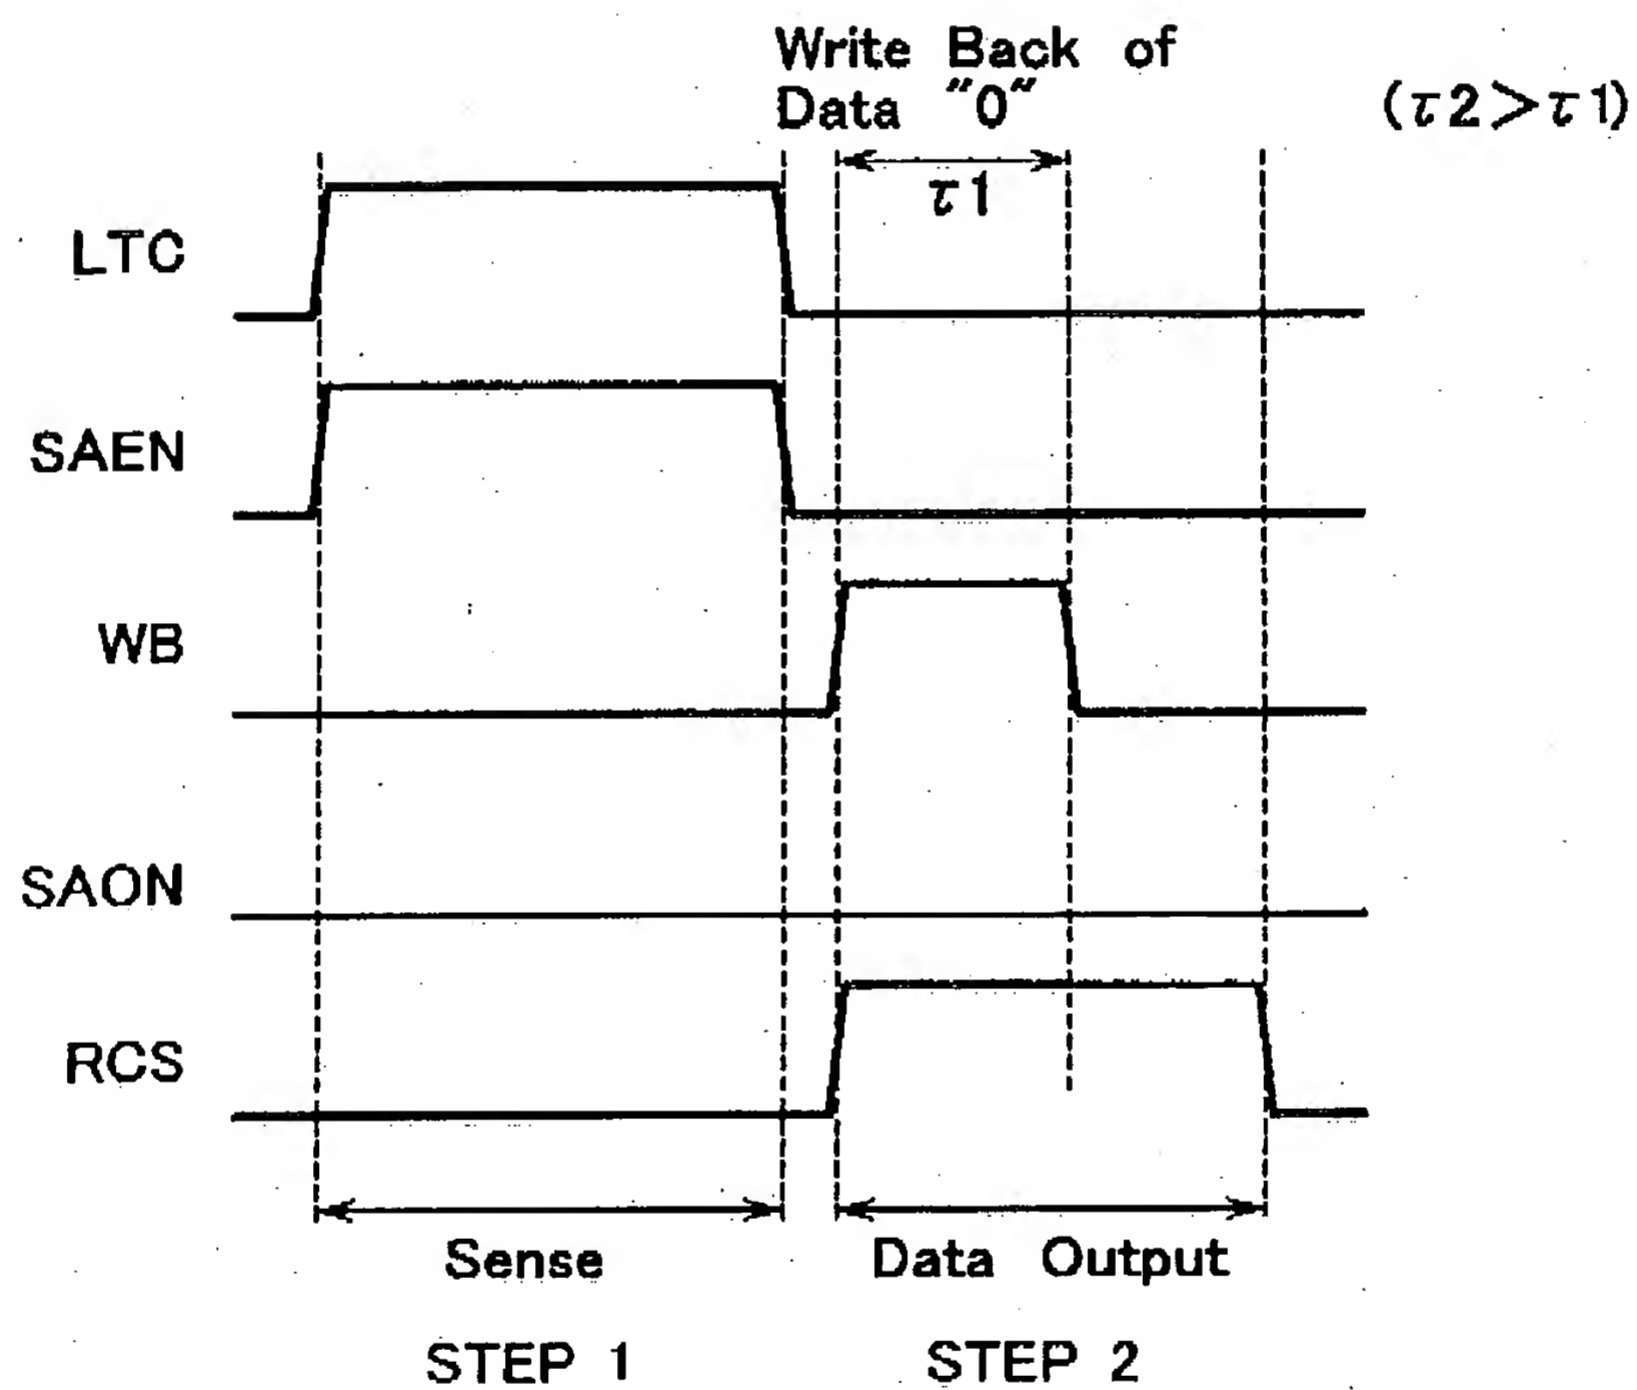 Write Back of
Data "0"
(τ2>τ1)
τ1
LTC
SAEN
WB
SAON
RCS
Sense
Data Output
STEP 1
STEP 2